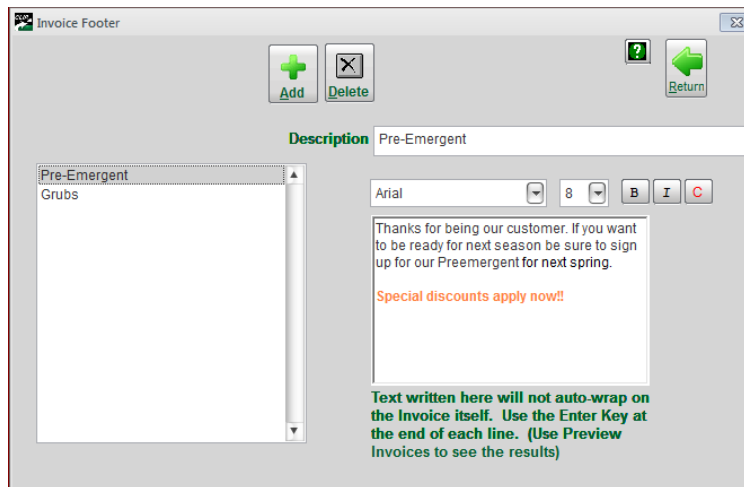 CLIP
Invoice Footer
Add
Delete
?
Return
Description Pre-Emergent
Pre-Emergent
Grubs
Arial 8 B I C
Thanks for being our customer. If you want
to be ready for next season be sure to sign
up for our Preemergent for next spring.
Special discounts apply now!!
Text written here will not auto-wrap on
the Invoice itself. Use the Enter Key at
the end of each line. (Use Preview
Invoices to see the results)